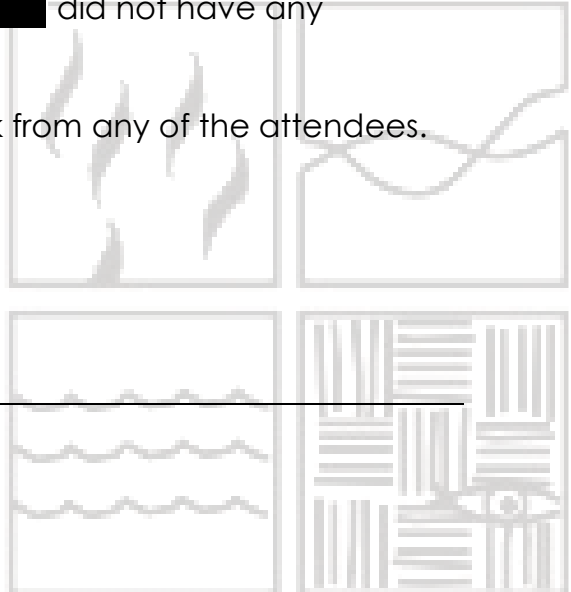 did not have any
from any of the attendees.